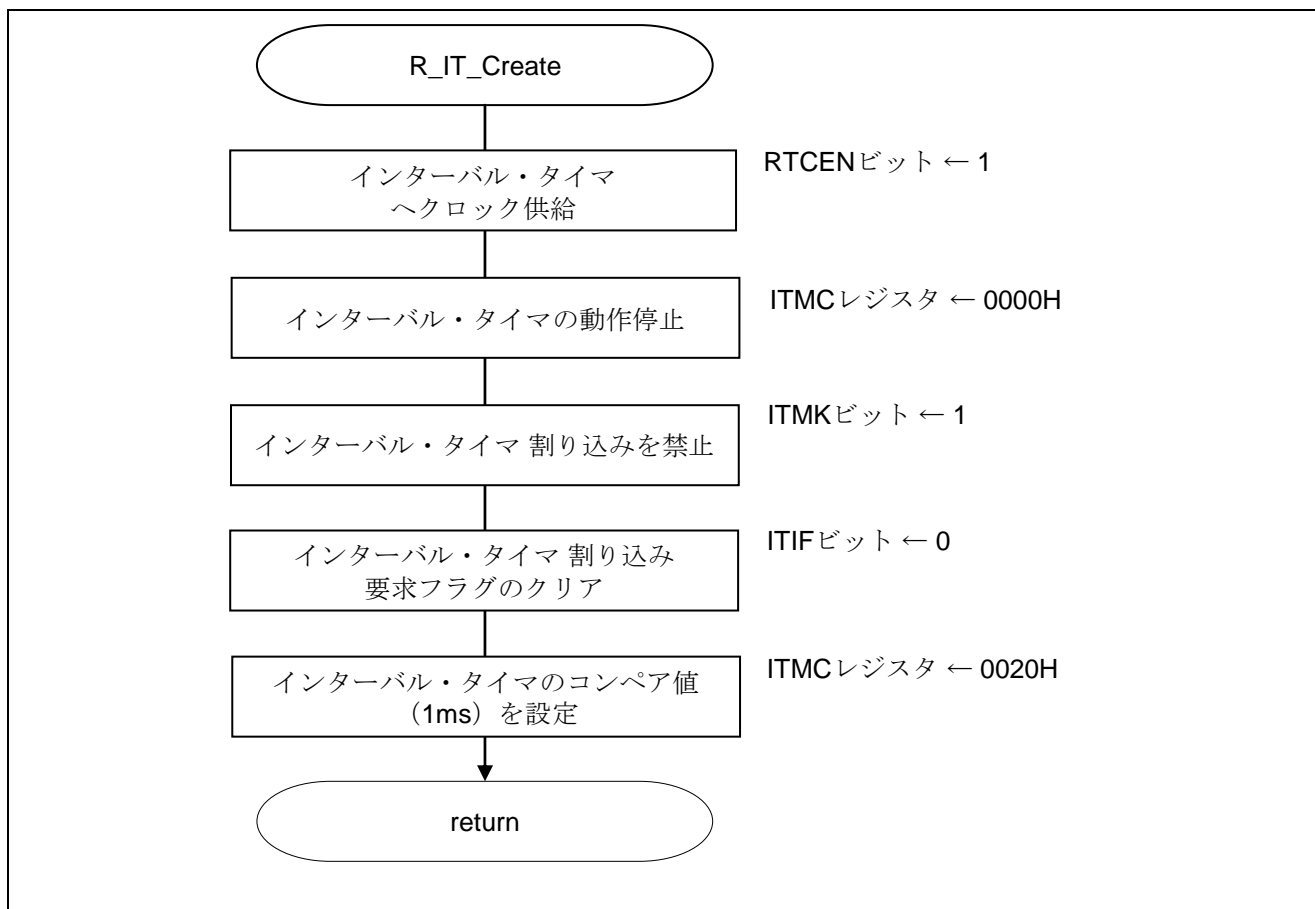 R_IT_Create
インターバル・タイマ
へクロック供給
RTCENビット ← 1
インターバル・タイマの動作停止
ITMCレジスタ ← 0000H
インターバル・タイマ 割り込みを禁止
ITMKビット ← 1
インターバル・タイマ 割り込み
要求フラグのクリア
ITIFビット ← 0
インターバル・タイマのコンペア値
（1ms）を設定
ITMCレジスタ ← 0020H
return